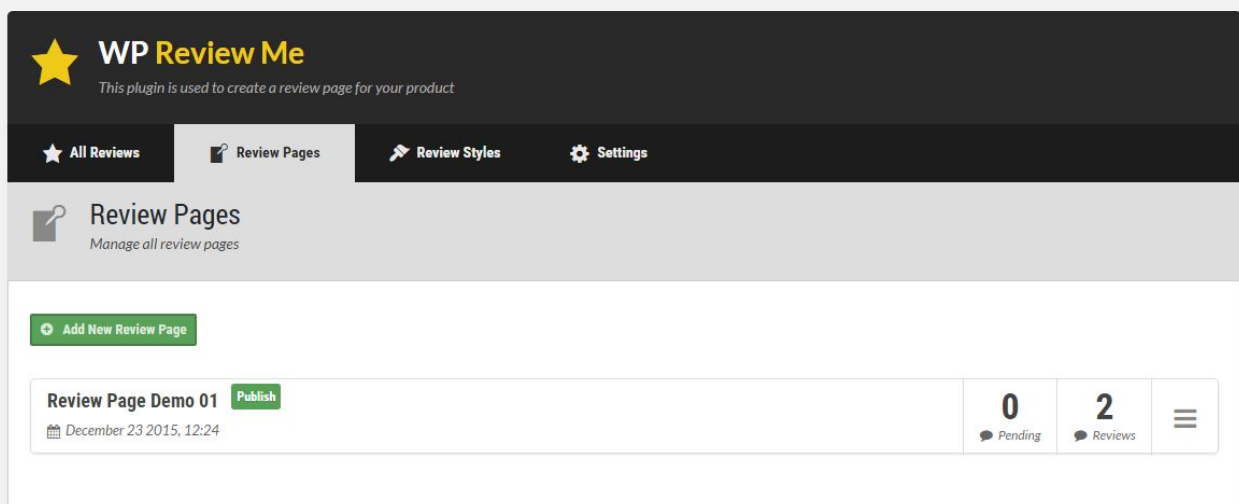 WP Review Me
This plugin is used to create a review page for your product
All Reviews
Review Pages
Review Styles
Settings
Review Pages
Manage all review pages
Add New Review Page
Review Page Demo 01
Publish
December 23 2015, 12:24
0
Pending
2
Reviews